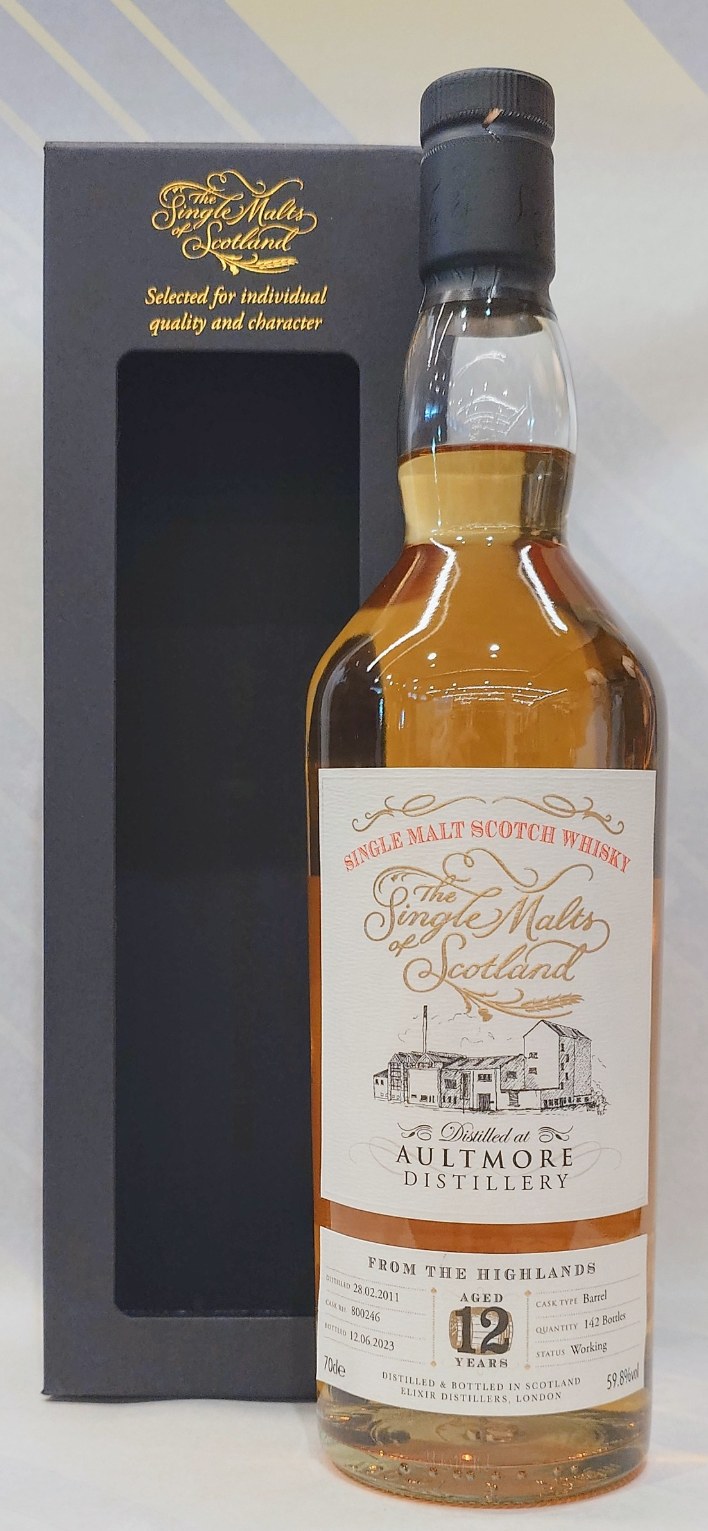 The
Single Malts
of Scotland
Selected for individual
quality and character
SINGLE MALT SCOTCH WHISKY
The
Single Malts
of Scotland
Distilled at
AULTMORE
DISTILLERY
FROM THE HIGHLANDS
DISTILLED 28.02.2011
CASK NO. 800246
BOTTLED 12.06.2023
AGED
12
YEARS
CASK TYPE Barrel
QUANTITY 142 Bottles
STATUS Working
70cle
DISTILLED & BOTTLED IN SCOTLAND
ELIXIR DISTILLERS, LONDON
59.8%vol